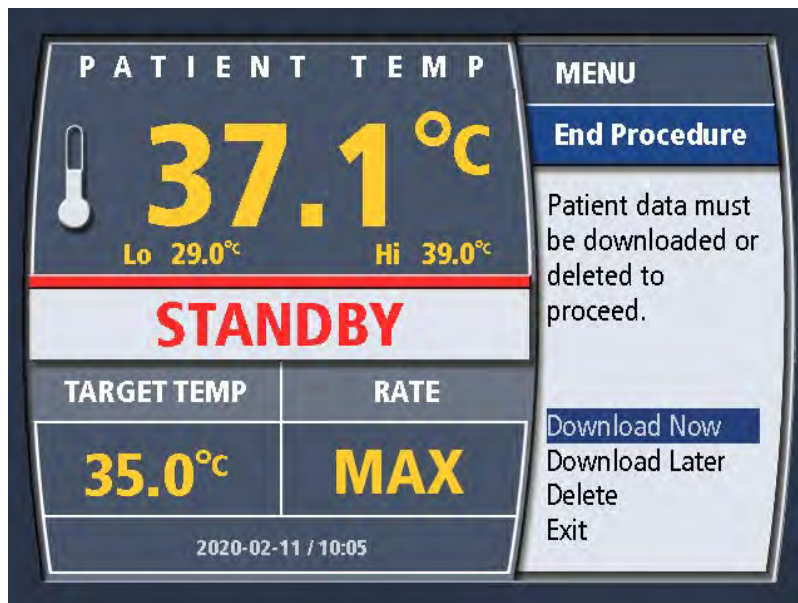 PATIENT TEMP
37.1°C
Lo 29.0°C
Hi 39.0°C
STANDBY
TARGET TEMP
RATE
35.0°C
MAX
2020-02-11 / 10:05
MENU
End Procedure
Patient data must
be downloaded or
deleted to
proceed.
Download Now
Download Later
Delete
Exit